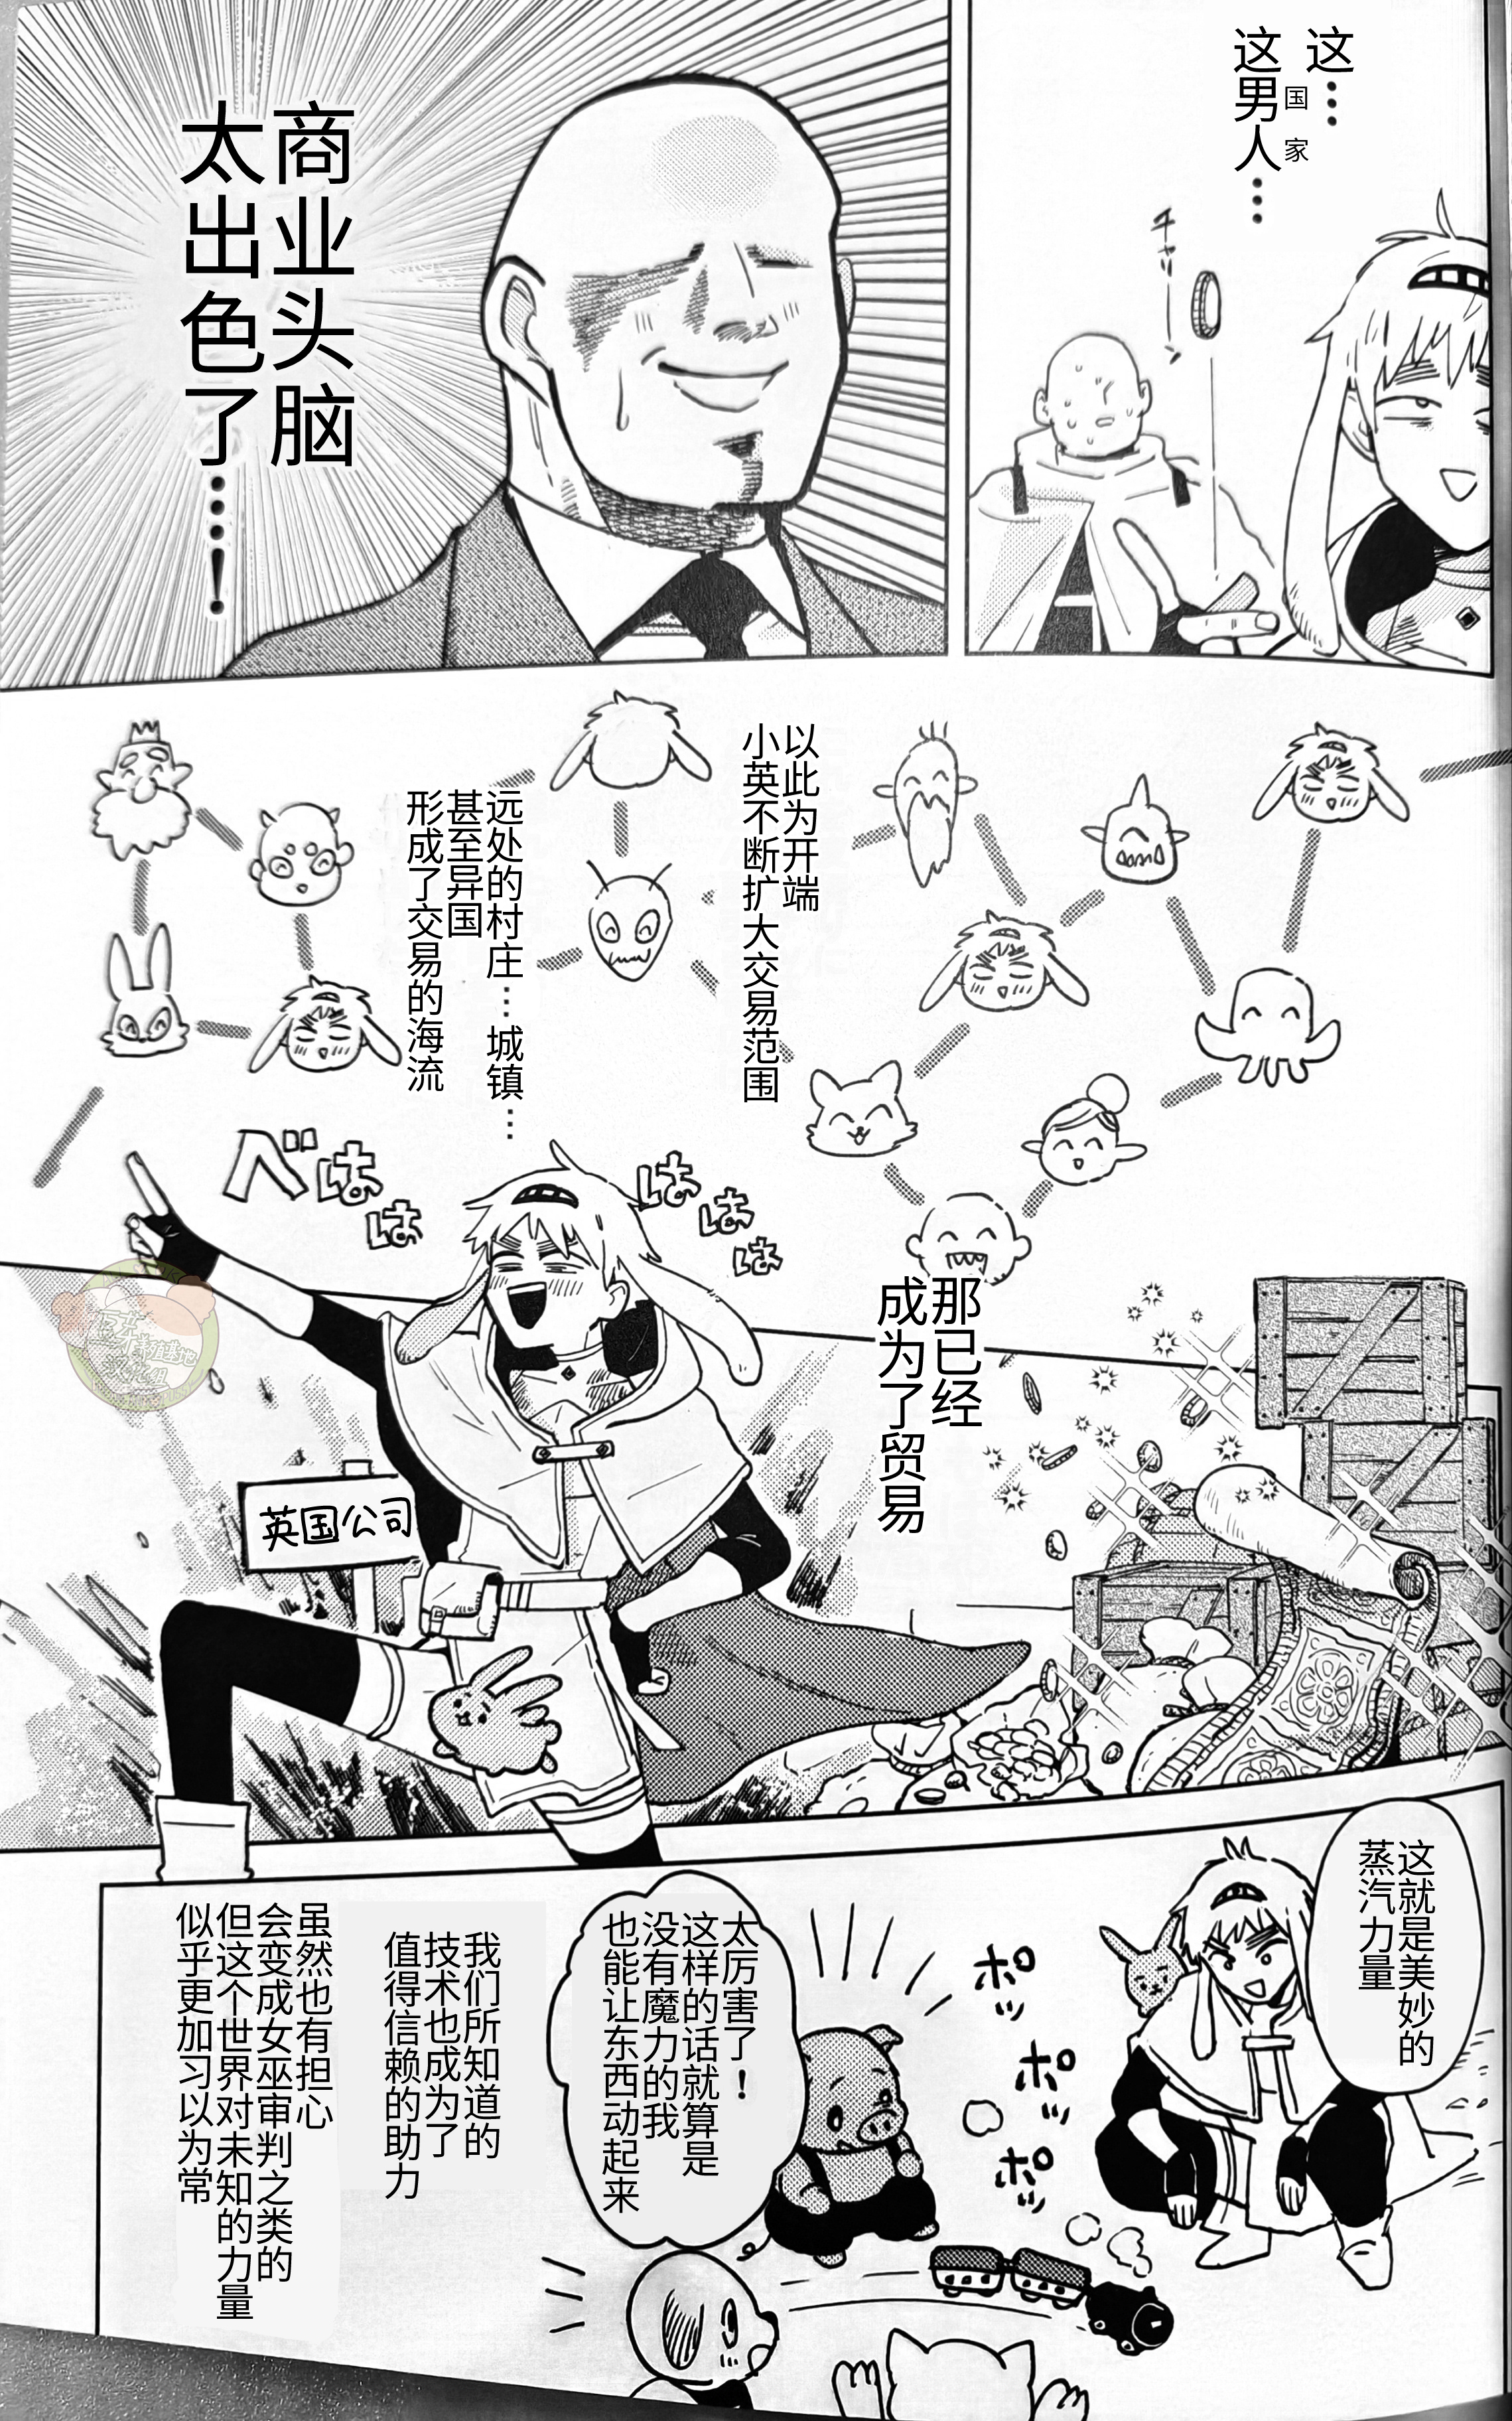 这…
这男人…
国家
チャリーン
商业头脑
太出色了……！
以此为开端
小英不断扩大交易范围
远处的村庄…城镇…
甚至异国
形成了交易的海流
はははは
べははは
那已经
成为了贸易
英国公司
这就是美妙的
蒸汽力量
ポッ
ポッ
ポッ
太厉害了！
这样的话就算是
没有魔力的我
也能让东西动起来
我们所知道的
技术也成为了
值得信赖的助力
虽然也有担心
会变成女巫审判之类的
但这个世界对未知的力量
似乎更加习以为常